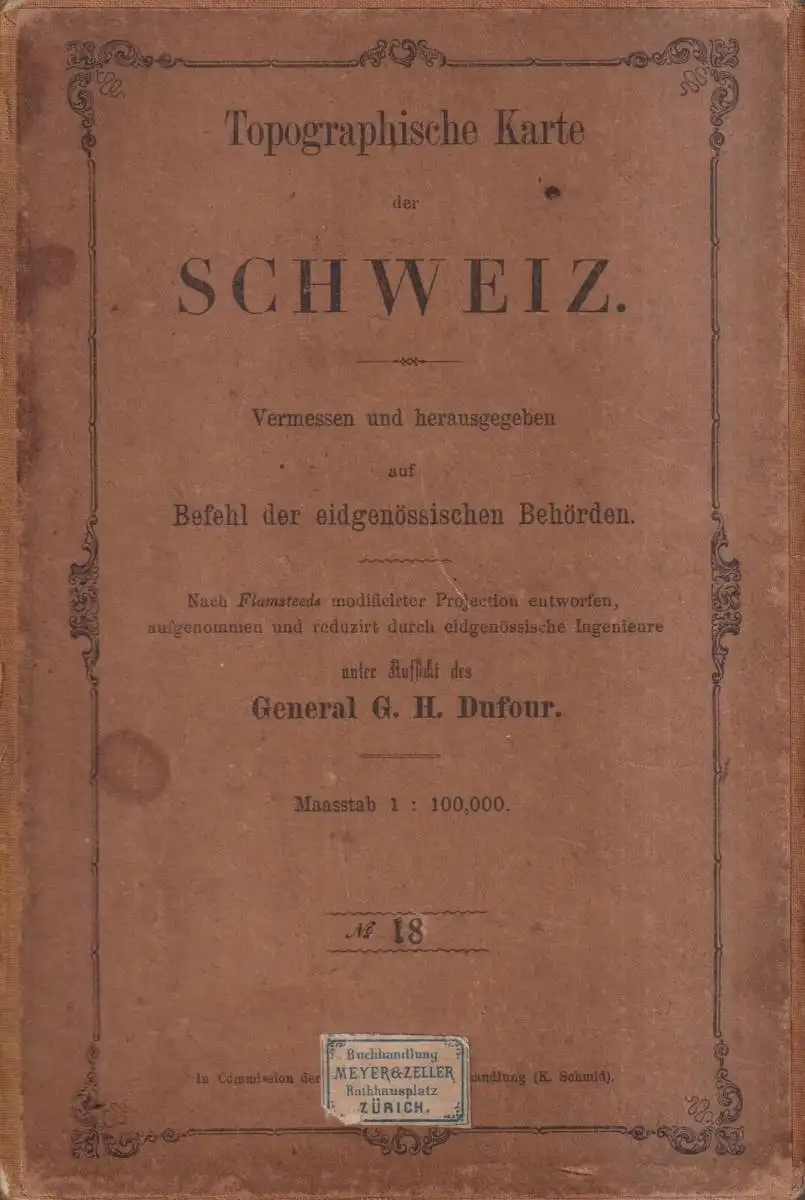 Topographische Karte
der
SCHWEIZ.
Vermessen und herausgegeben
auf
Befehl der eidgenössischen Behörden.
Nach Flamsteeds modificirter Projection entworfen,
aufgenommen und reduzirt durch eidgenössische Ingenieure
unter Aufsicht des
General G. H. Dufour.
Maasstab 1 : 100,000.
No 18
In Commission der handlung (K. Schmid).
Buchhandlung
MEYER & ZELLER
Rathhausplatz
ZÜRICH.